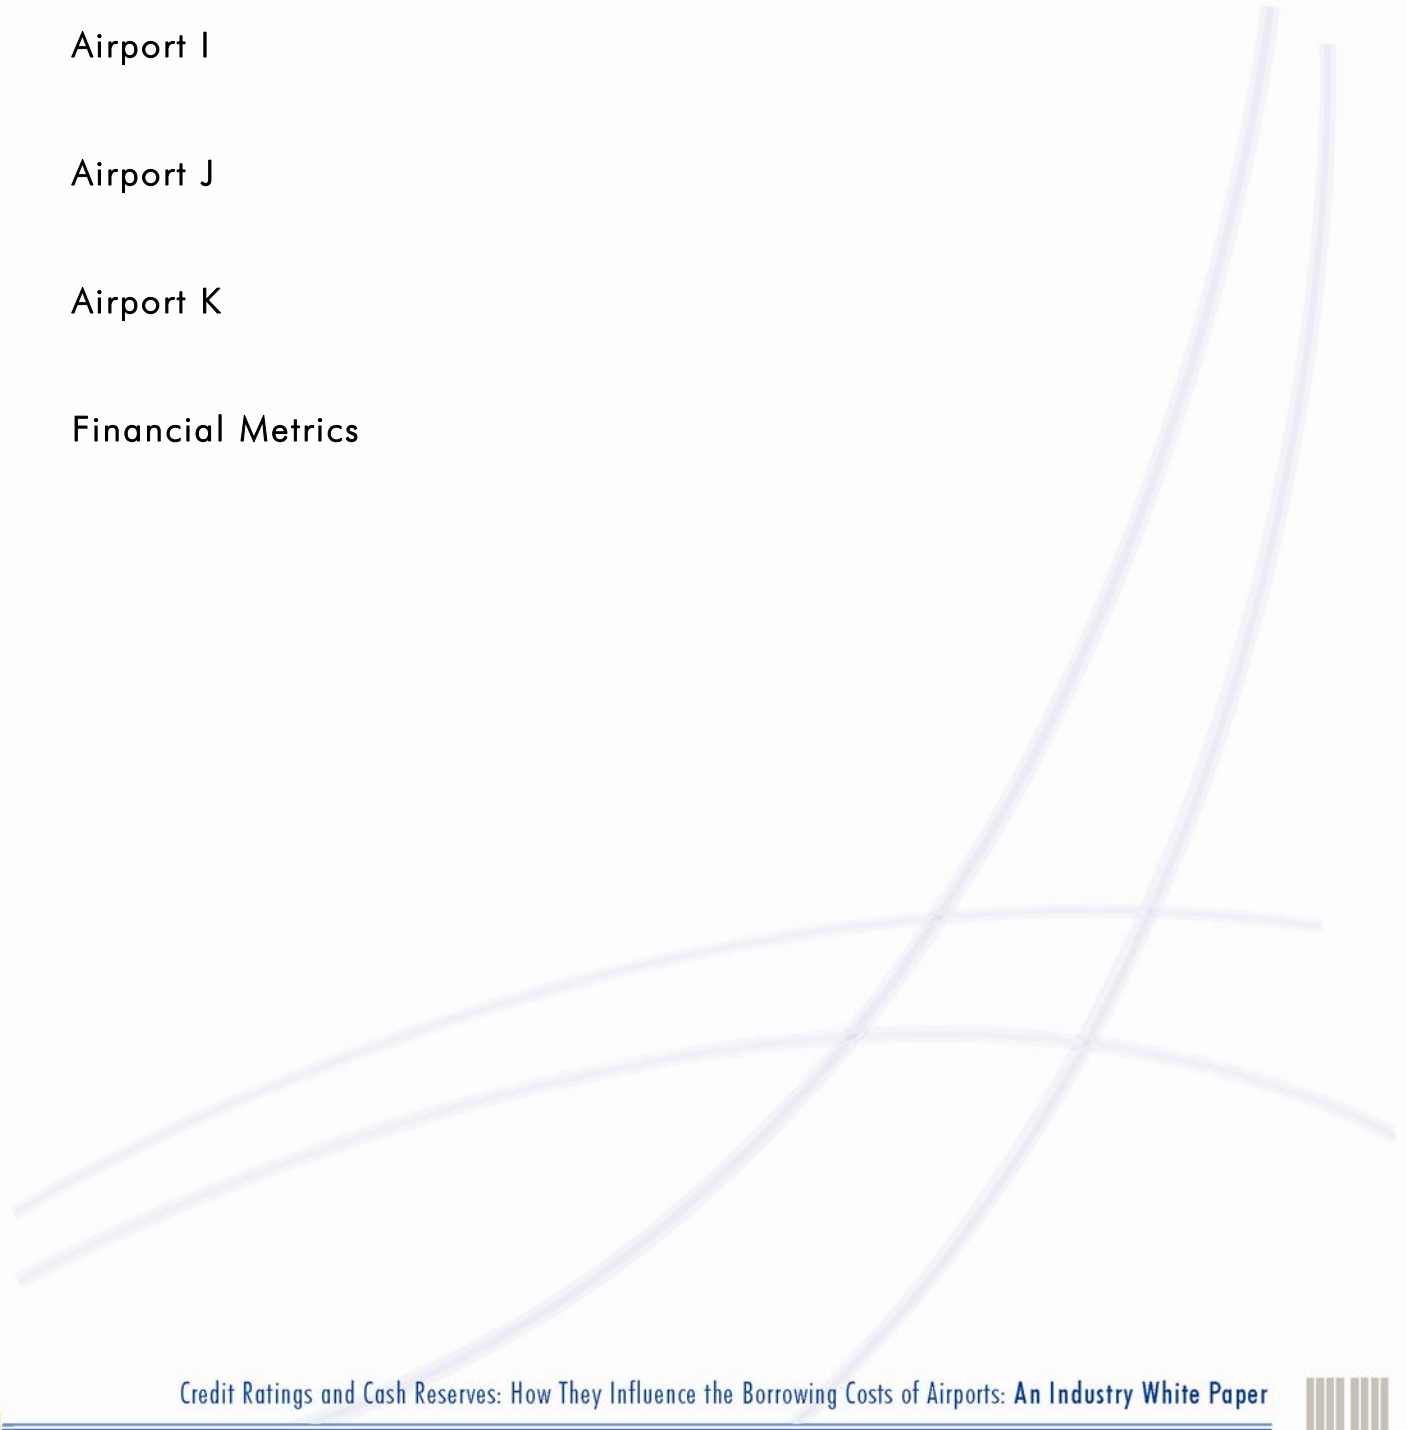 Airport I
Airport J
Airport K
Financial Metrics
Credit Ratings and Cash Reserves: How They Influence the Borrowing Costs of Airports: An Industry White Paper